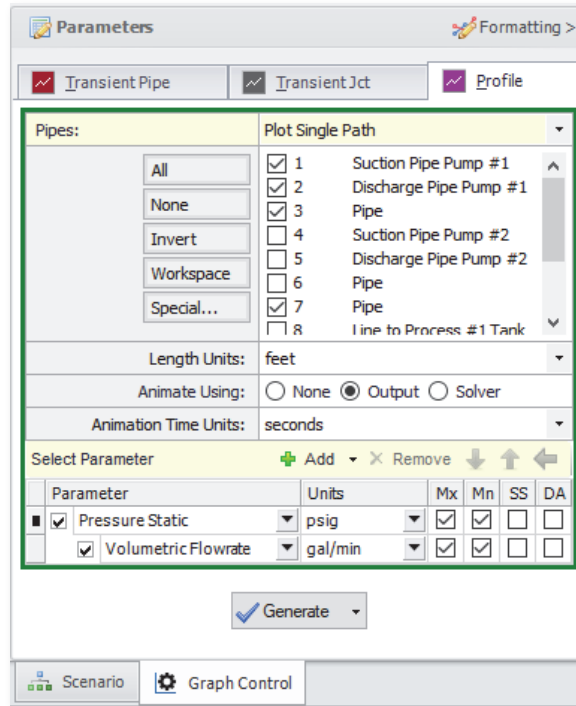 Parameters Formatting >
Transient Pipe Transient Jct Profile
Pipes: Plot Single Path
All
None
Invert
Workspace
Special...
1 Suction Pipe Pump #1
2 Discharge Pipe Pump #1
3 Pipe
4 Suction Pipe Pump #2
5 Discharge Pipe Pump #2
6 Pipe
7 Pipe
8 Line to Process #1 Tank
Length Units: feet
Animate Using: None Output Solver
Animation Time Units: seconds
Select Parameter Add Remove
Parameter Units Mx Mn SS DA
Pressure Static psig
Volumetric Flowrate gal/min
Generate
Scenario Graph Control